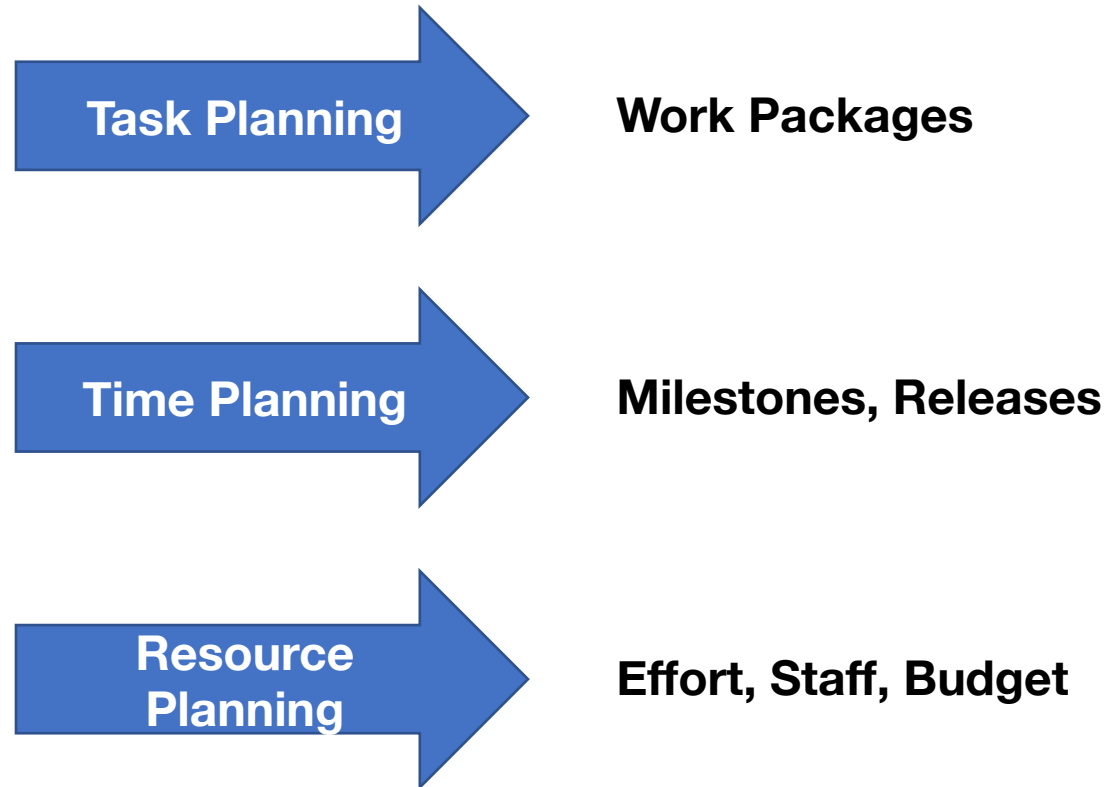 Task Planning
Work Packages
Time Planning
Milestones, Releases
Resource
Planning
Effort, Staff, Budget